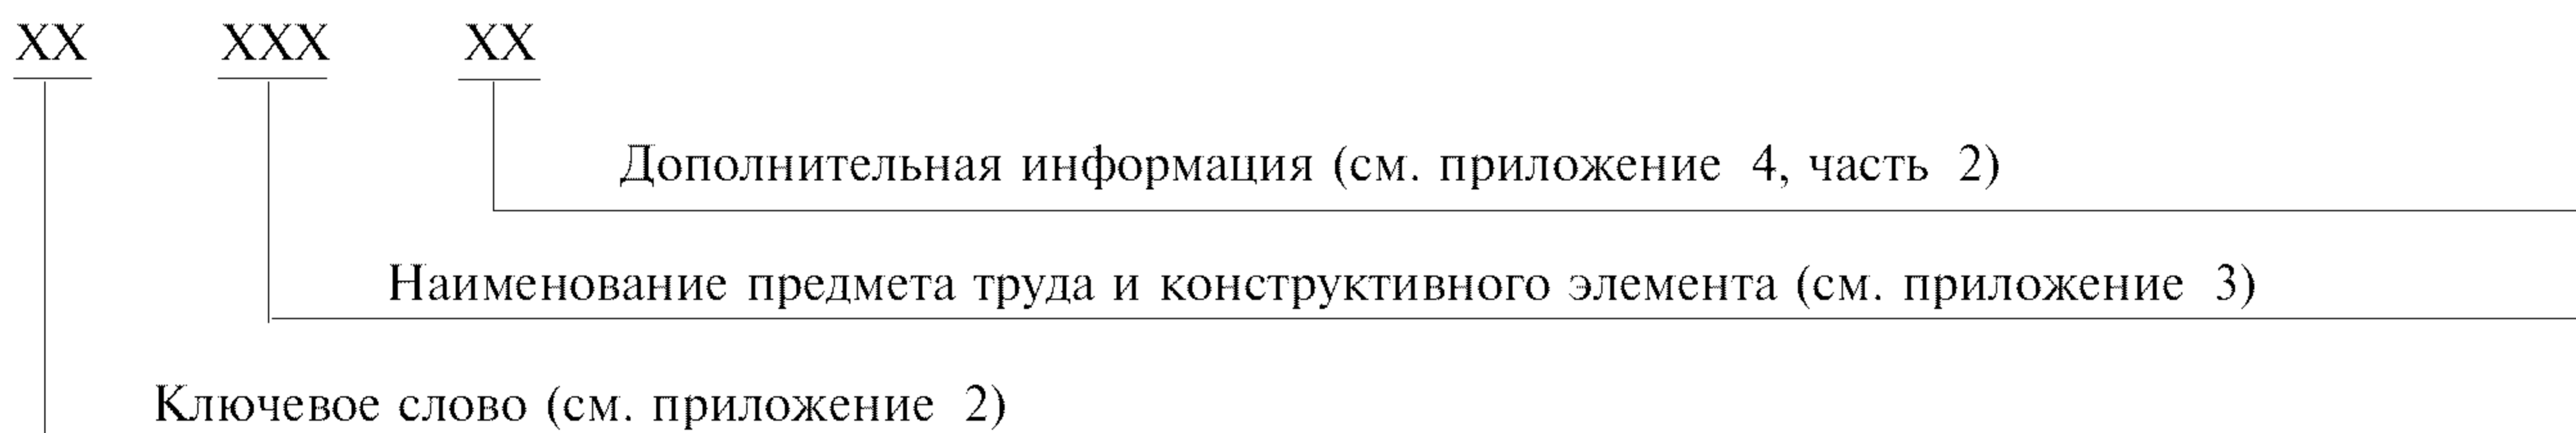 XX XXX XX
Дополнительная информация (см. приложение 4, часть 2)
Наименование предмета труда и конструктивного элемента (см. приложение 3)
Ключевое слово (см. приложение 2)